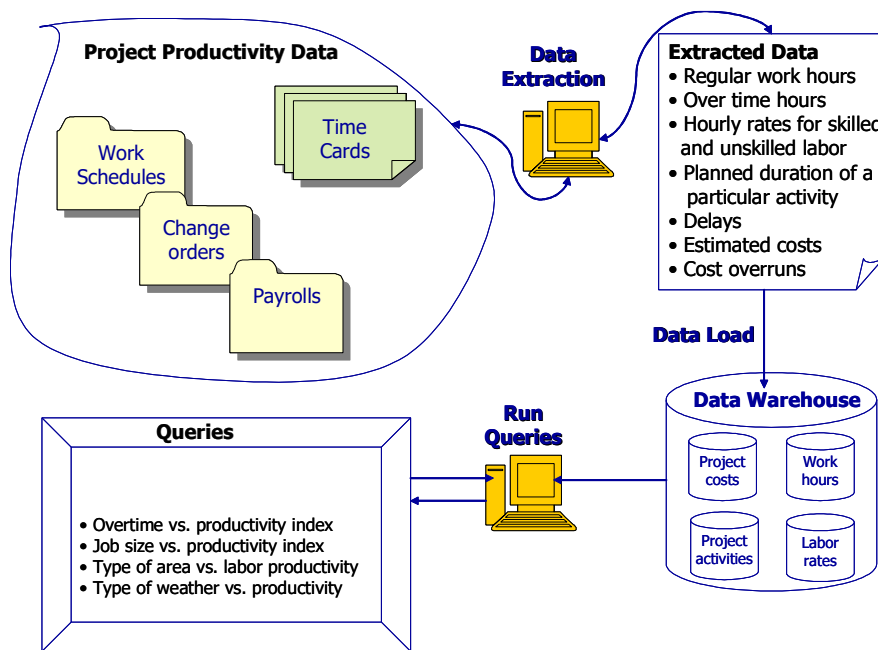 Project Productivity Data
Time
Cards
Work
Schedules
Change
orders
Payrolls
Data
Extraction
Extracted Data
• Regular work hours
• Over time hours
• Hourly rates for skilled
and unskilled labor
• Planned duration of a
particular activity
• Delays
• Estimated costs
• Cost overruns
Data Load
Data Warehouse
Project
costs
Work
hours
Project
activities
Labor
rates
Run
Queries
Queries
• Overtime vs. productivity index
• Job size vs. productivity index
• Type of area vs. labor productivity
• Type of weather vs. productivity